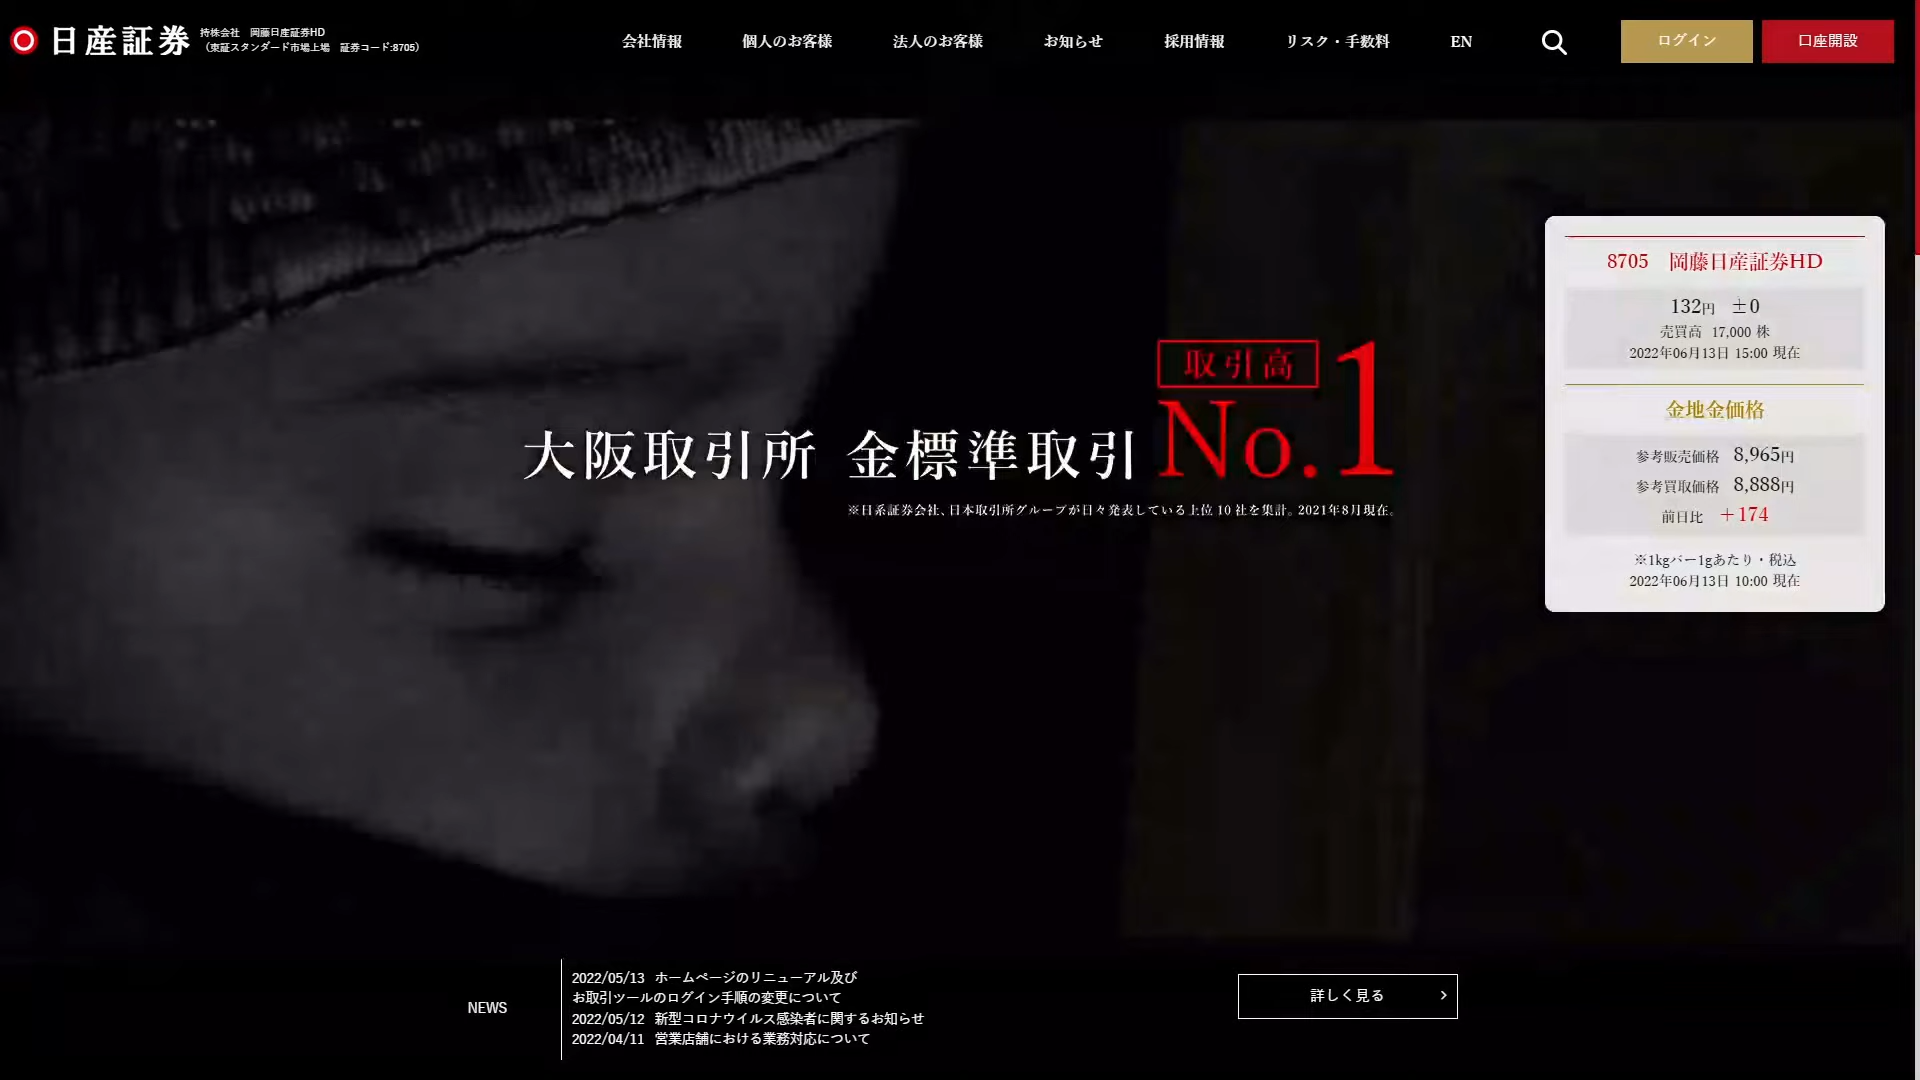 日産証券
持株会社 岡藤日産証券HD
（東証スタンダード市場上場 証券コード:8705）
会社情報 個人のお客様 法人のお客様 お知らせ 採用情報 リスク・手数料 EN
ログイン
口座開設
8705 岡藤日産証券HD
132円 ±0
売買高 17,000 株
2022年06月13日 15:00 現在
金地金価格
参考販売価格 8,965円
参考買取価格 8,888円
前日比 +174
※1kgバー1gあたり・税込
2022年06月13日 10:00 現在
大阪取引所 金標準取引 取引高 No.1
※日系証券会社、日本取引所グループが日々発表している上位10社を集計。2021年8月現在。
NEWS
2022/05/13 ホームページのリニューアル及び
お取引ツールのログイン手順の変更について
2022/05/12 新型コロナウイルス感染者に関するお知らせ
2022/04/11 営業店舗における業務対応について
詳しく見る